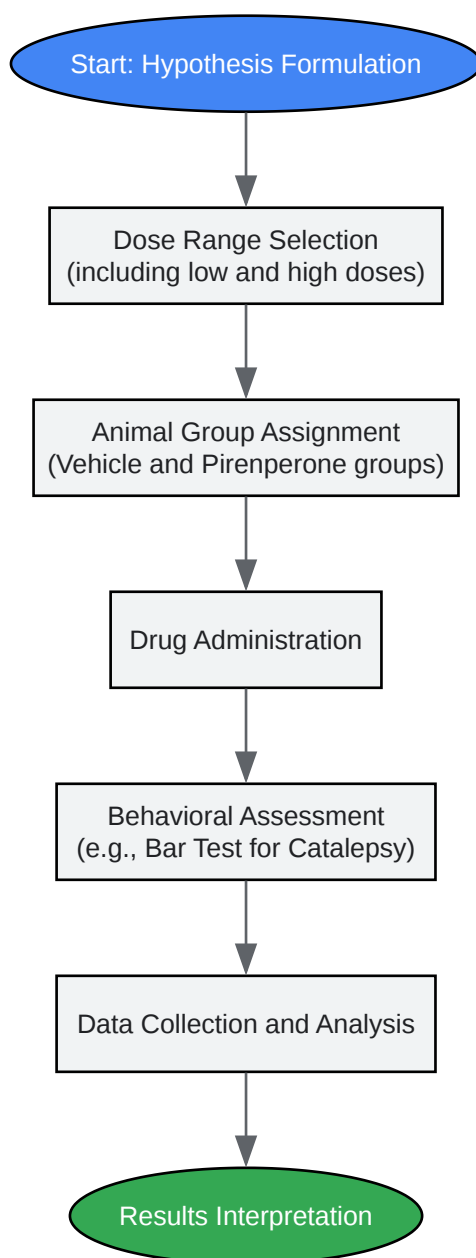 Start: Hypothesis Formulation
Dose Range Selection
(including low and high doses)
Animal Group Assignment
(Vehicle and Pirenperone groups)
Drug Administration
Behavioral Assessment
(e.g., Bar Test for Catalepsy)
Data Collection and Analysis
Results Interpretation